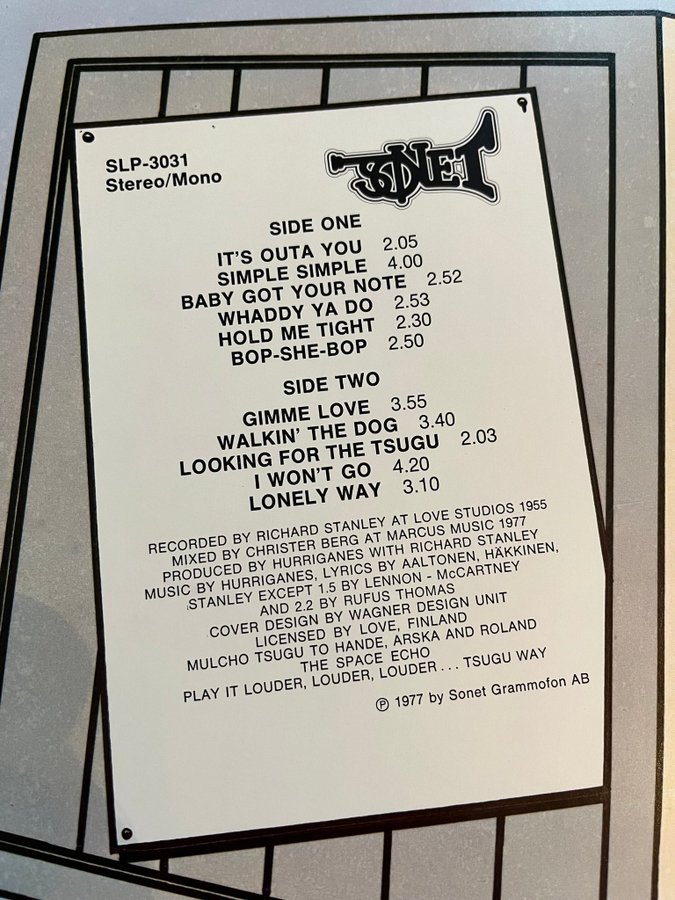 SLP-3031
Stereo/Mono
SONET
SIDE ONE
IT'S OUTA YOU 2.05
SIMPLE SIMPLE 4.00
BABY GOT YOUR NOTE 2.52
WHADDY YA DO 2.53
HOLD ME TIGHT 2.30
BOP-SHE-BOP 2.50
SIDE TWO
GIMME LOVE 3.55
WALKIN' THE DOG 3.40
LOOKING FOR THE TSUGU 2.03
I WON'T GO 4.20
LONELY WAY 3.10
RECORDED BY RICHARD STANLEY AT LOVE STUDIOS 1955
MIXED BY CHRISTER BERG AT MARCUS MUSIC 1977
PRODUCED BY HURRIGANES WITH RICHARD STANLEY
MUSIC BY HURRIGANES, LYRICS BY AALTONEN, HÄKKINEN,
STANLEY EXCEPT 1.5 BY LENNON - McCARTNEY
AND 2.2 BY RUFUS THOMAS
COVER DESIGN BY WAGNER DESIGN UNIT
LICENSED BY LOVE, FINLAND
MULCHO TSUGU TO HANDE, ARSKA AND ROLAND
THE SPACE ECHO
PLAY IT LOUDER, LOUDER, LOUDER ... TSUGU WAY
℗ 1977 by Sonet Grammofon AB